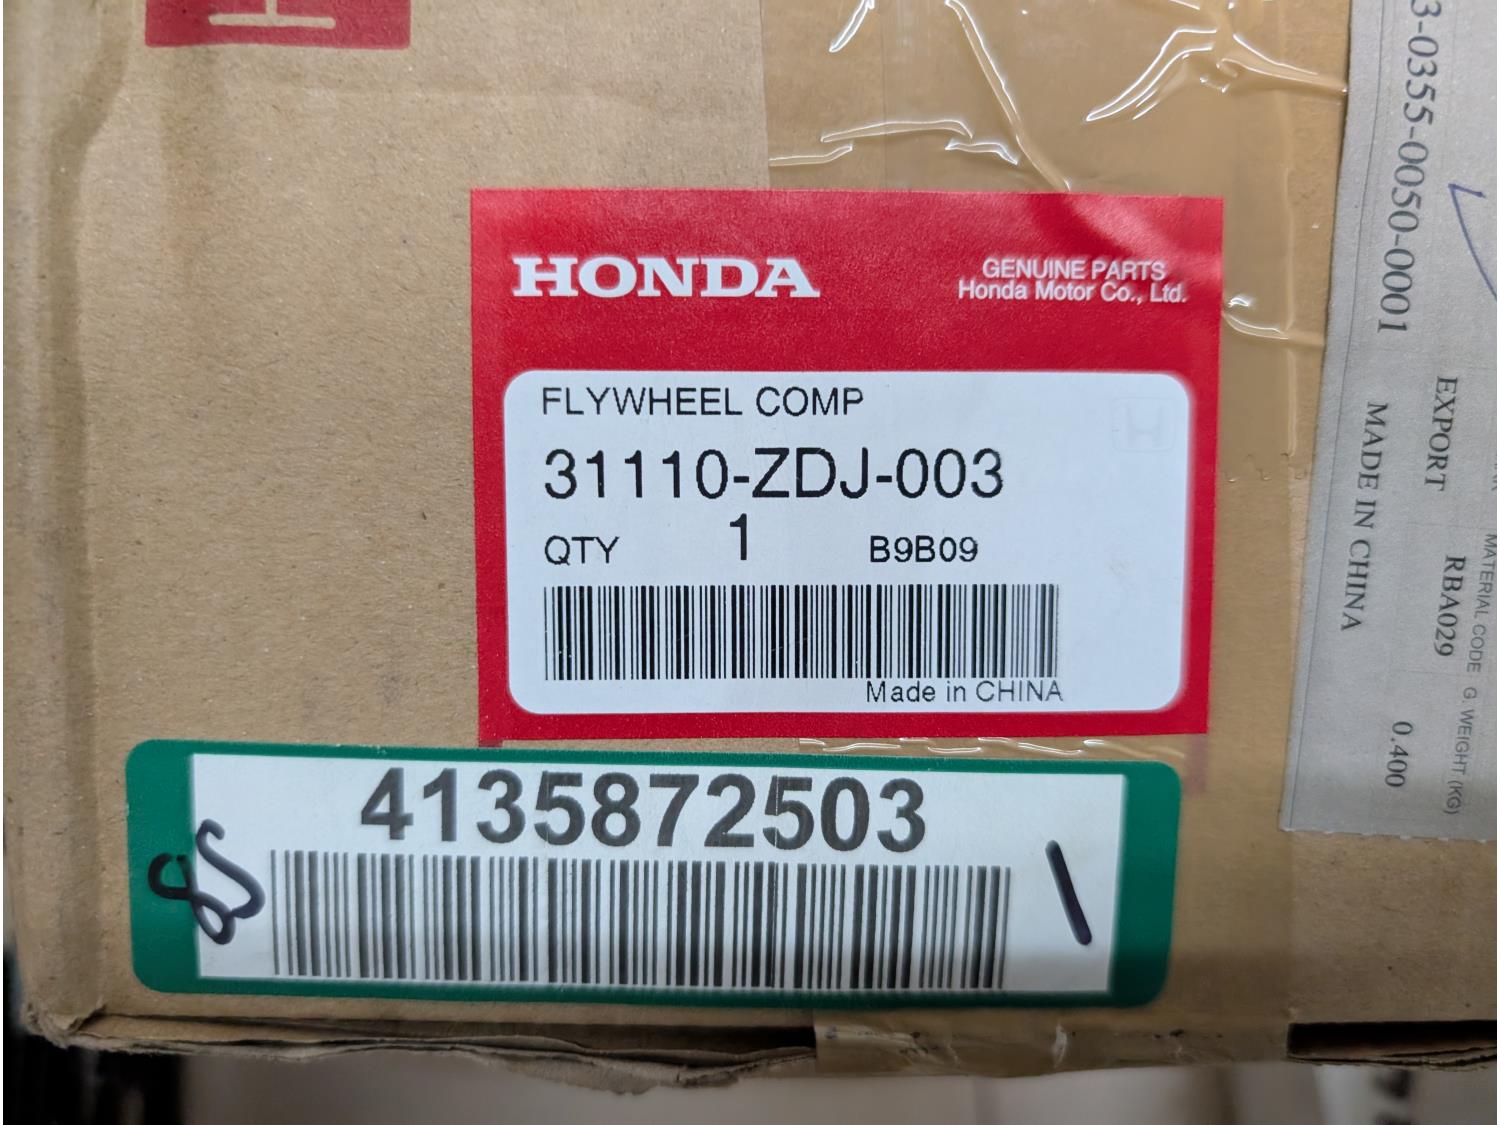 HONDA
GENUINE PARTS
Honda Motor Co., Ltd.
FLYWHEEL COMP
31110-ZDJ-003
QTY 1 B9B09
Made in CHINA
4135872503
3-0355-0050-0001
EXPORT
MADE IN CHINA
MATERIAL CODE G. WEIGHT (KG)
RBA029
0.400